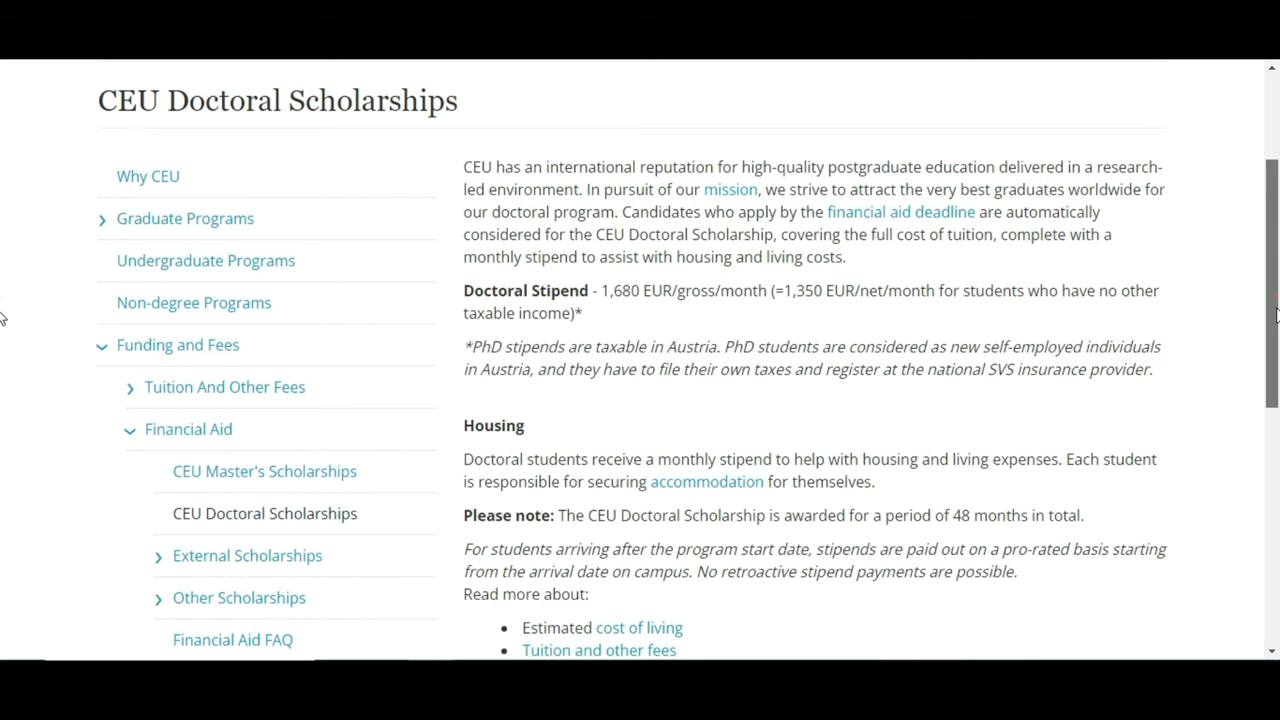 CEU Doctoral Scholarships
Why CEU
Graduate Programs
Undergraduate Programs
Non-degree Programs
Funding and Fees
Tuition And Other Fees
Financial Aid
CEU Master's Scholarships
CEU Doctoral Scholarships
External Scholarships
Other Scholarships
Financial Aid FAQ
CEU has an international reputation for high-quality postgraduate education delivered in a research-
led environment. In pursuit of our mission, we strive to attract the very best graduates worldwide for
our doctoral program. Candidates who apply by the financial aid deadline are automatically
considered for the CEU Doctoral Scholarship, covering the full cost of tuition, complete with a
monthly stipend to assist with housing and living costs.
Doctoral Stipend - 1,680 EUR/gross/month (=1,350 EUR/net/month for students who have no other
taxable income)*
*PhD stipends are taxable in Austria. PhD students are considered as new self-employed individuals
in Austria, and they have to file their own taxes and register at the national SVS insurance provider.
Housing
Doctoral students receive a monthly stipend to help with housing and living expenses. Each student
is responsible for securing accommodation for themselves.
Please note: The CEU Doctoral Scholarship is awarded for a period of 48 months in total.
For students arriving after the program start date, stipends are paid out on a pro-rated basis starting
from the arrival date on campus. No retroactive stipend payments are possible.
Read more about:
• Estimated cost of living
• Tuition and other fees